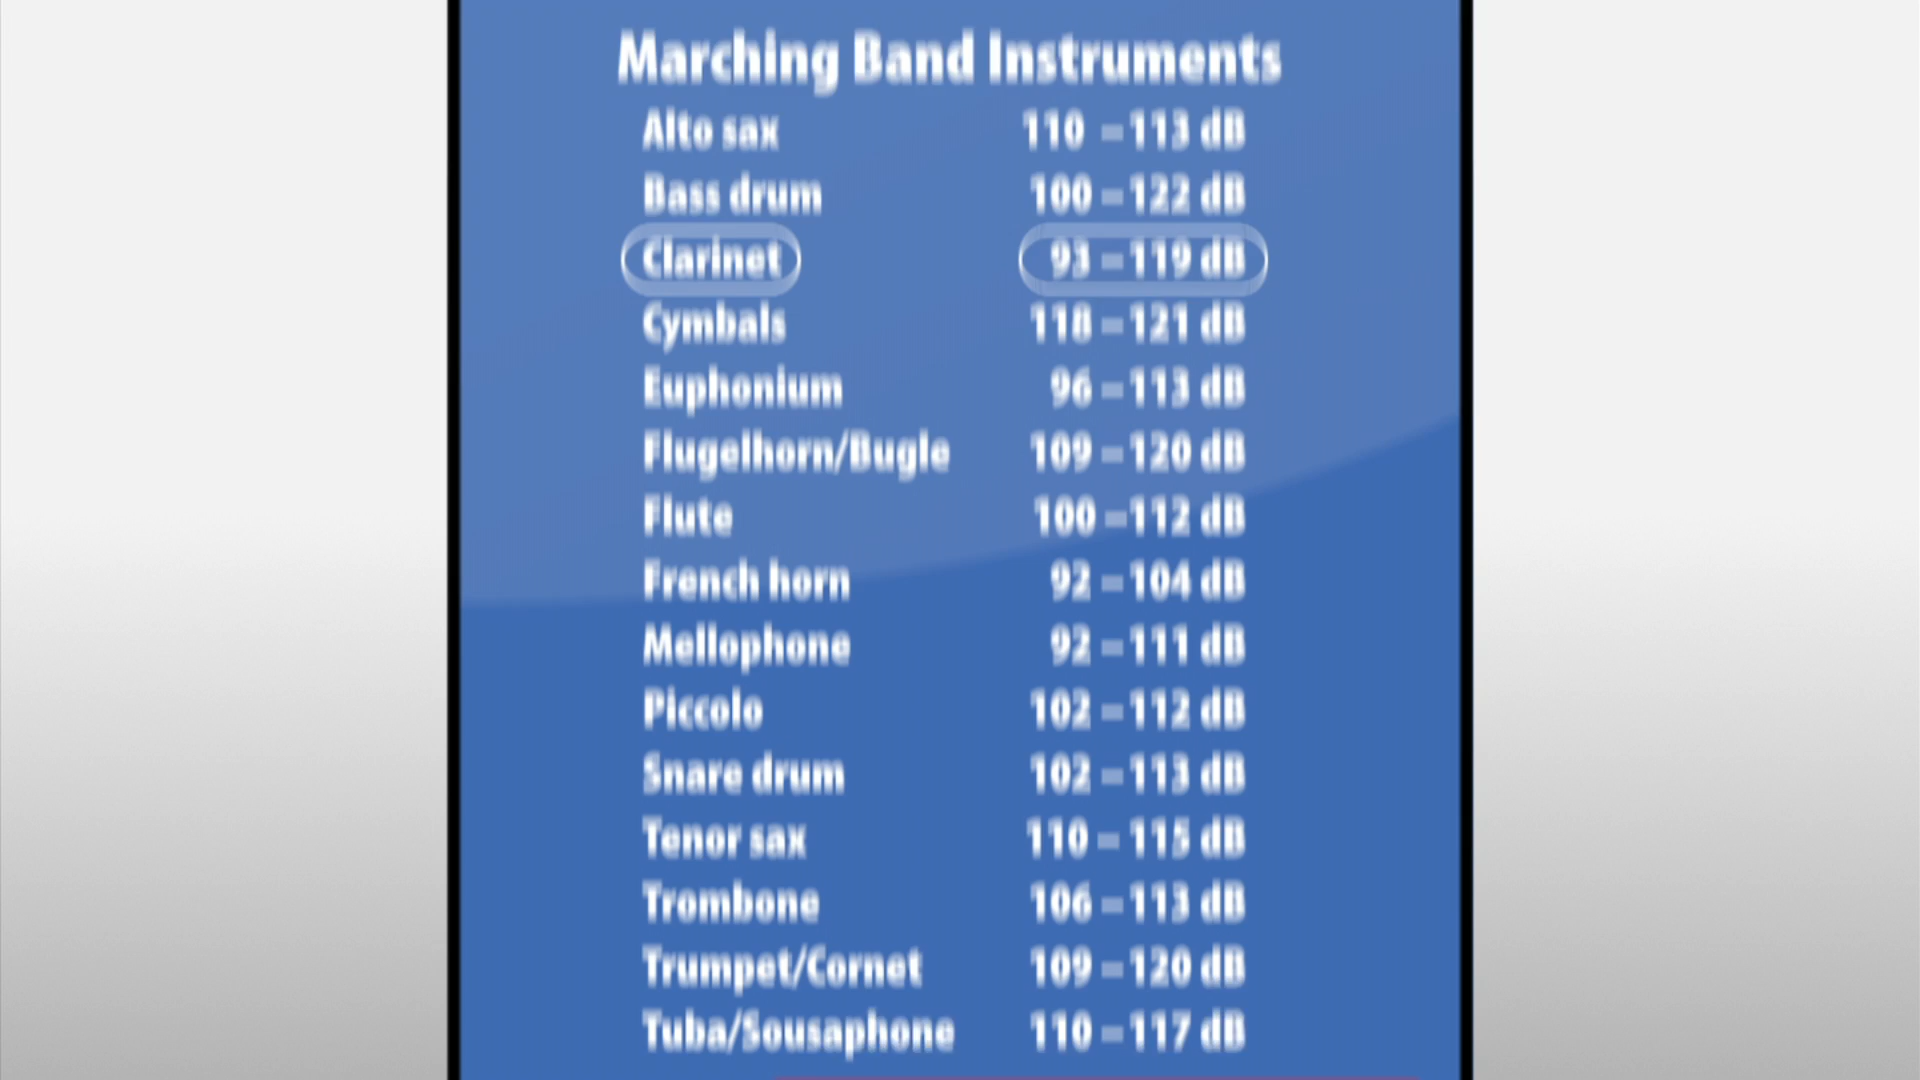 Marching Band Instruments
Alto sax 110 – 113 dB
Bass drum 100 – 122 dB
Clarinet 93 – 119 dB
Cymbals 118 – 121 dB
Euphonium 96 – 113 dB
Flugelhorn/Bugle 109 – 120 dB
Flute 100 – 112 dB
French horn 92 – 104 dB
Mellophone 92 – 111 dB
Piccolo 102 – 112 dB
Snare drum 102 – 113 dB
Tenor sax 110 – 115 dB
Trombone 106 – 113 dB
Trumpet/Cornet 109 – 120 dB
Tuba/Sousaphone 110 – 117 dB